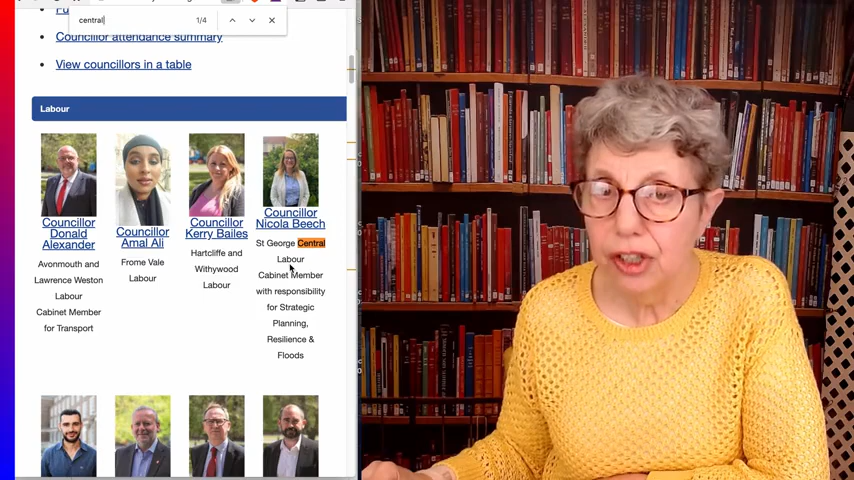 central
1/4
Councillor attendance summary
View councillors in a table
Labour
Councillor
Donald
Alexander
Avonmouth and
Lawrence Weston
Labour
Cabinet Member
for Transport
Councillor
Amal Ali
Frome Vale
Labour
Councillor
Kerry Bailes
Hartcliffe and
Withywood
Labour
Councillor
Nicola Beech
St George Central
Labour
Cabinet Member
with responsibility
for Strategic
Planning,
Resilience &
Floods